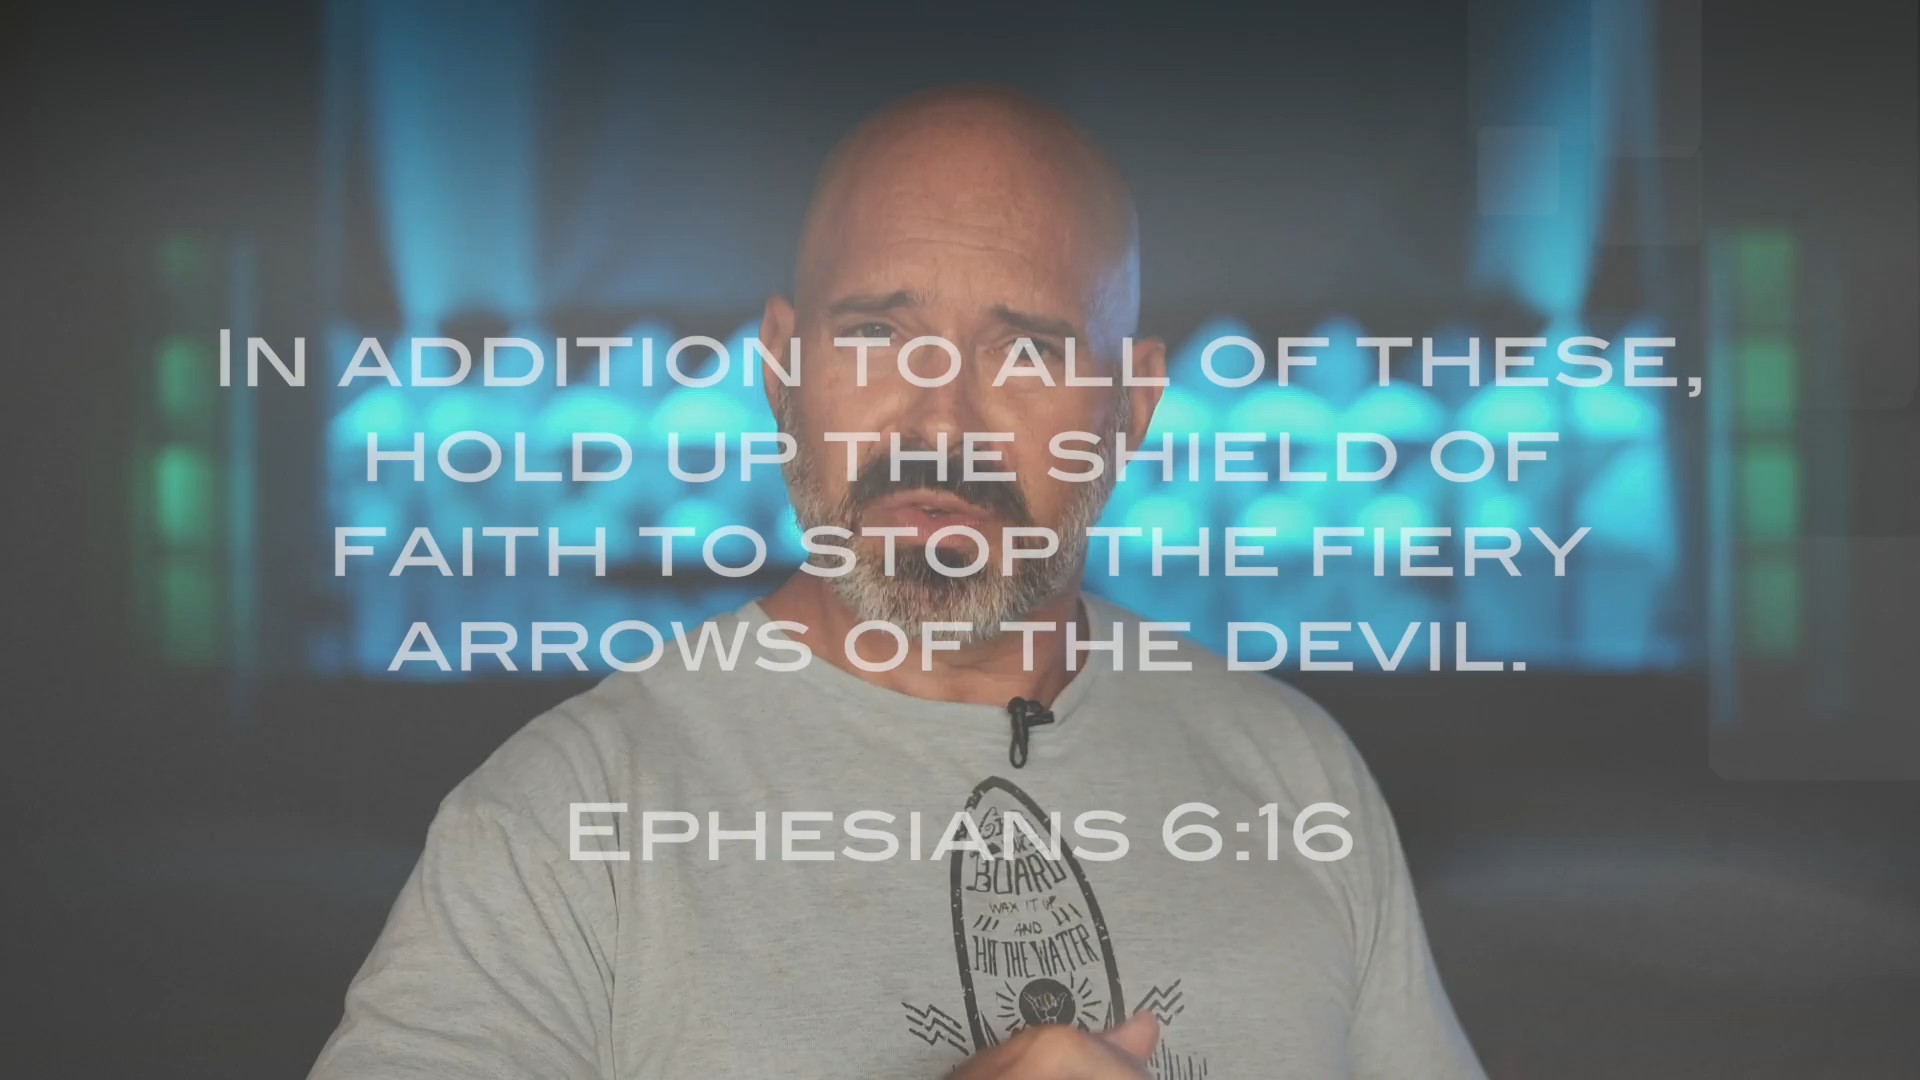 In addition to all of these,
hold up the shield of
faith to stop the fiery
arrows of the devil.
Ephesians 6:16
BOARD
WAX IT UP
AND
HIT THE WATER